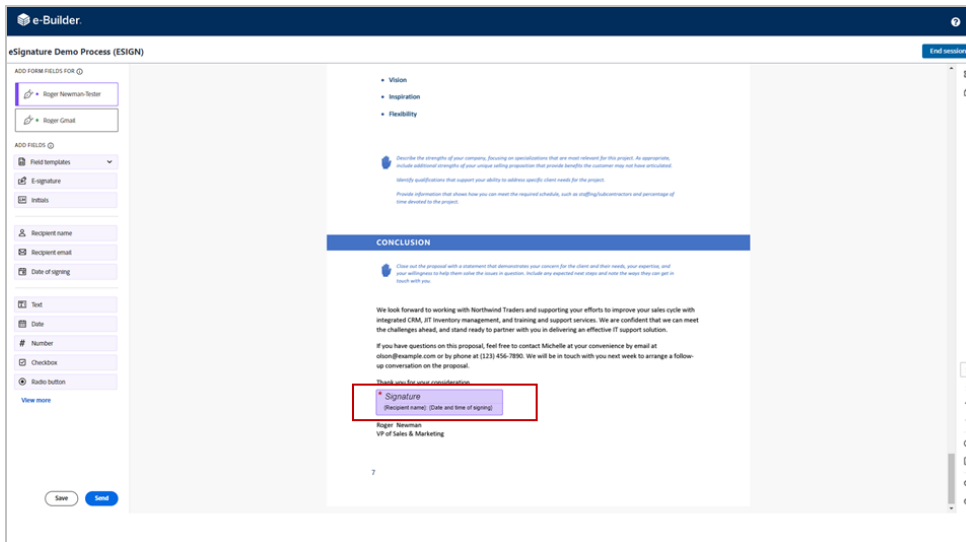 e-Builder.
eSignature Demo Process (ESIGN)
End session
ADD FORM FIELDS FOR
Roger Newman-Tester
Roger Gmail
ADD FIELDS
Field templates
E-signature
Initials
Recipient name
Recipient email
Date of signing
Text
Date
Number
Checkbox
Radio button
View more
Save
Send
• Vision
• Inspiration
• Flexibility
Describe the strengths of your company, focusing on specializations that are most relevant for this project. As appropriate,
include additional strengths of your unique selling proposition that provide benefits the customer may not have articulated.
Identify qualifications that support your ability to address specific client needs for the project.
Provide information that shows how you can meet the required schedule, such as staffing/subcontractors and percentage of
time devoted to the project.
CONCLUSION
Close out the proposal with a statement that demonstrates your concern for the client and their needs, your expertise, and
your willingness to help them solve the issues in question. Include any expected next steps and note the ways they can get in
touch with you.
We look forward to working with Northwind Traders and supporting your efforts to improve your sales cycle with
integrated CRM, JIT Inventory management, and training and support services. We are confident that we can meet
the challenges ahead, and stand ready to partner with you in delivering an effective IT support solution.
If you have questions on this proposal, feel free to contact Michelle at your convenience by email at
olson@example.com or by phone at (123) 456-7890. We will be in touch with you next week to arrange a follow-
up conversation on the proposal.
Thank you for your consideration
* Signature
(Recipient name) (Date and time of signing)
Roger Newman
VP of Sales & Marketing
7